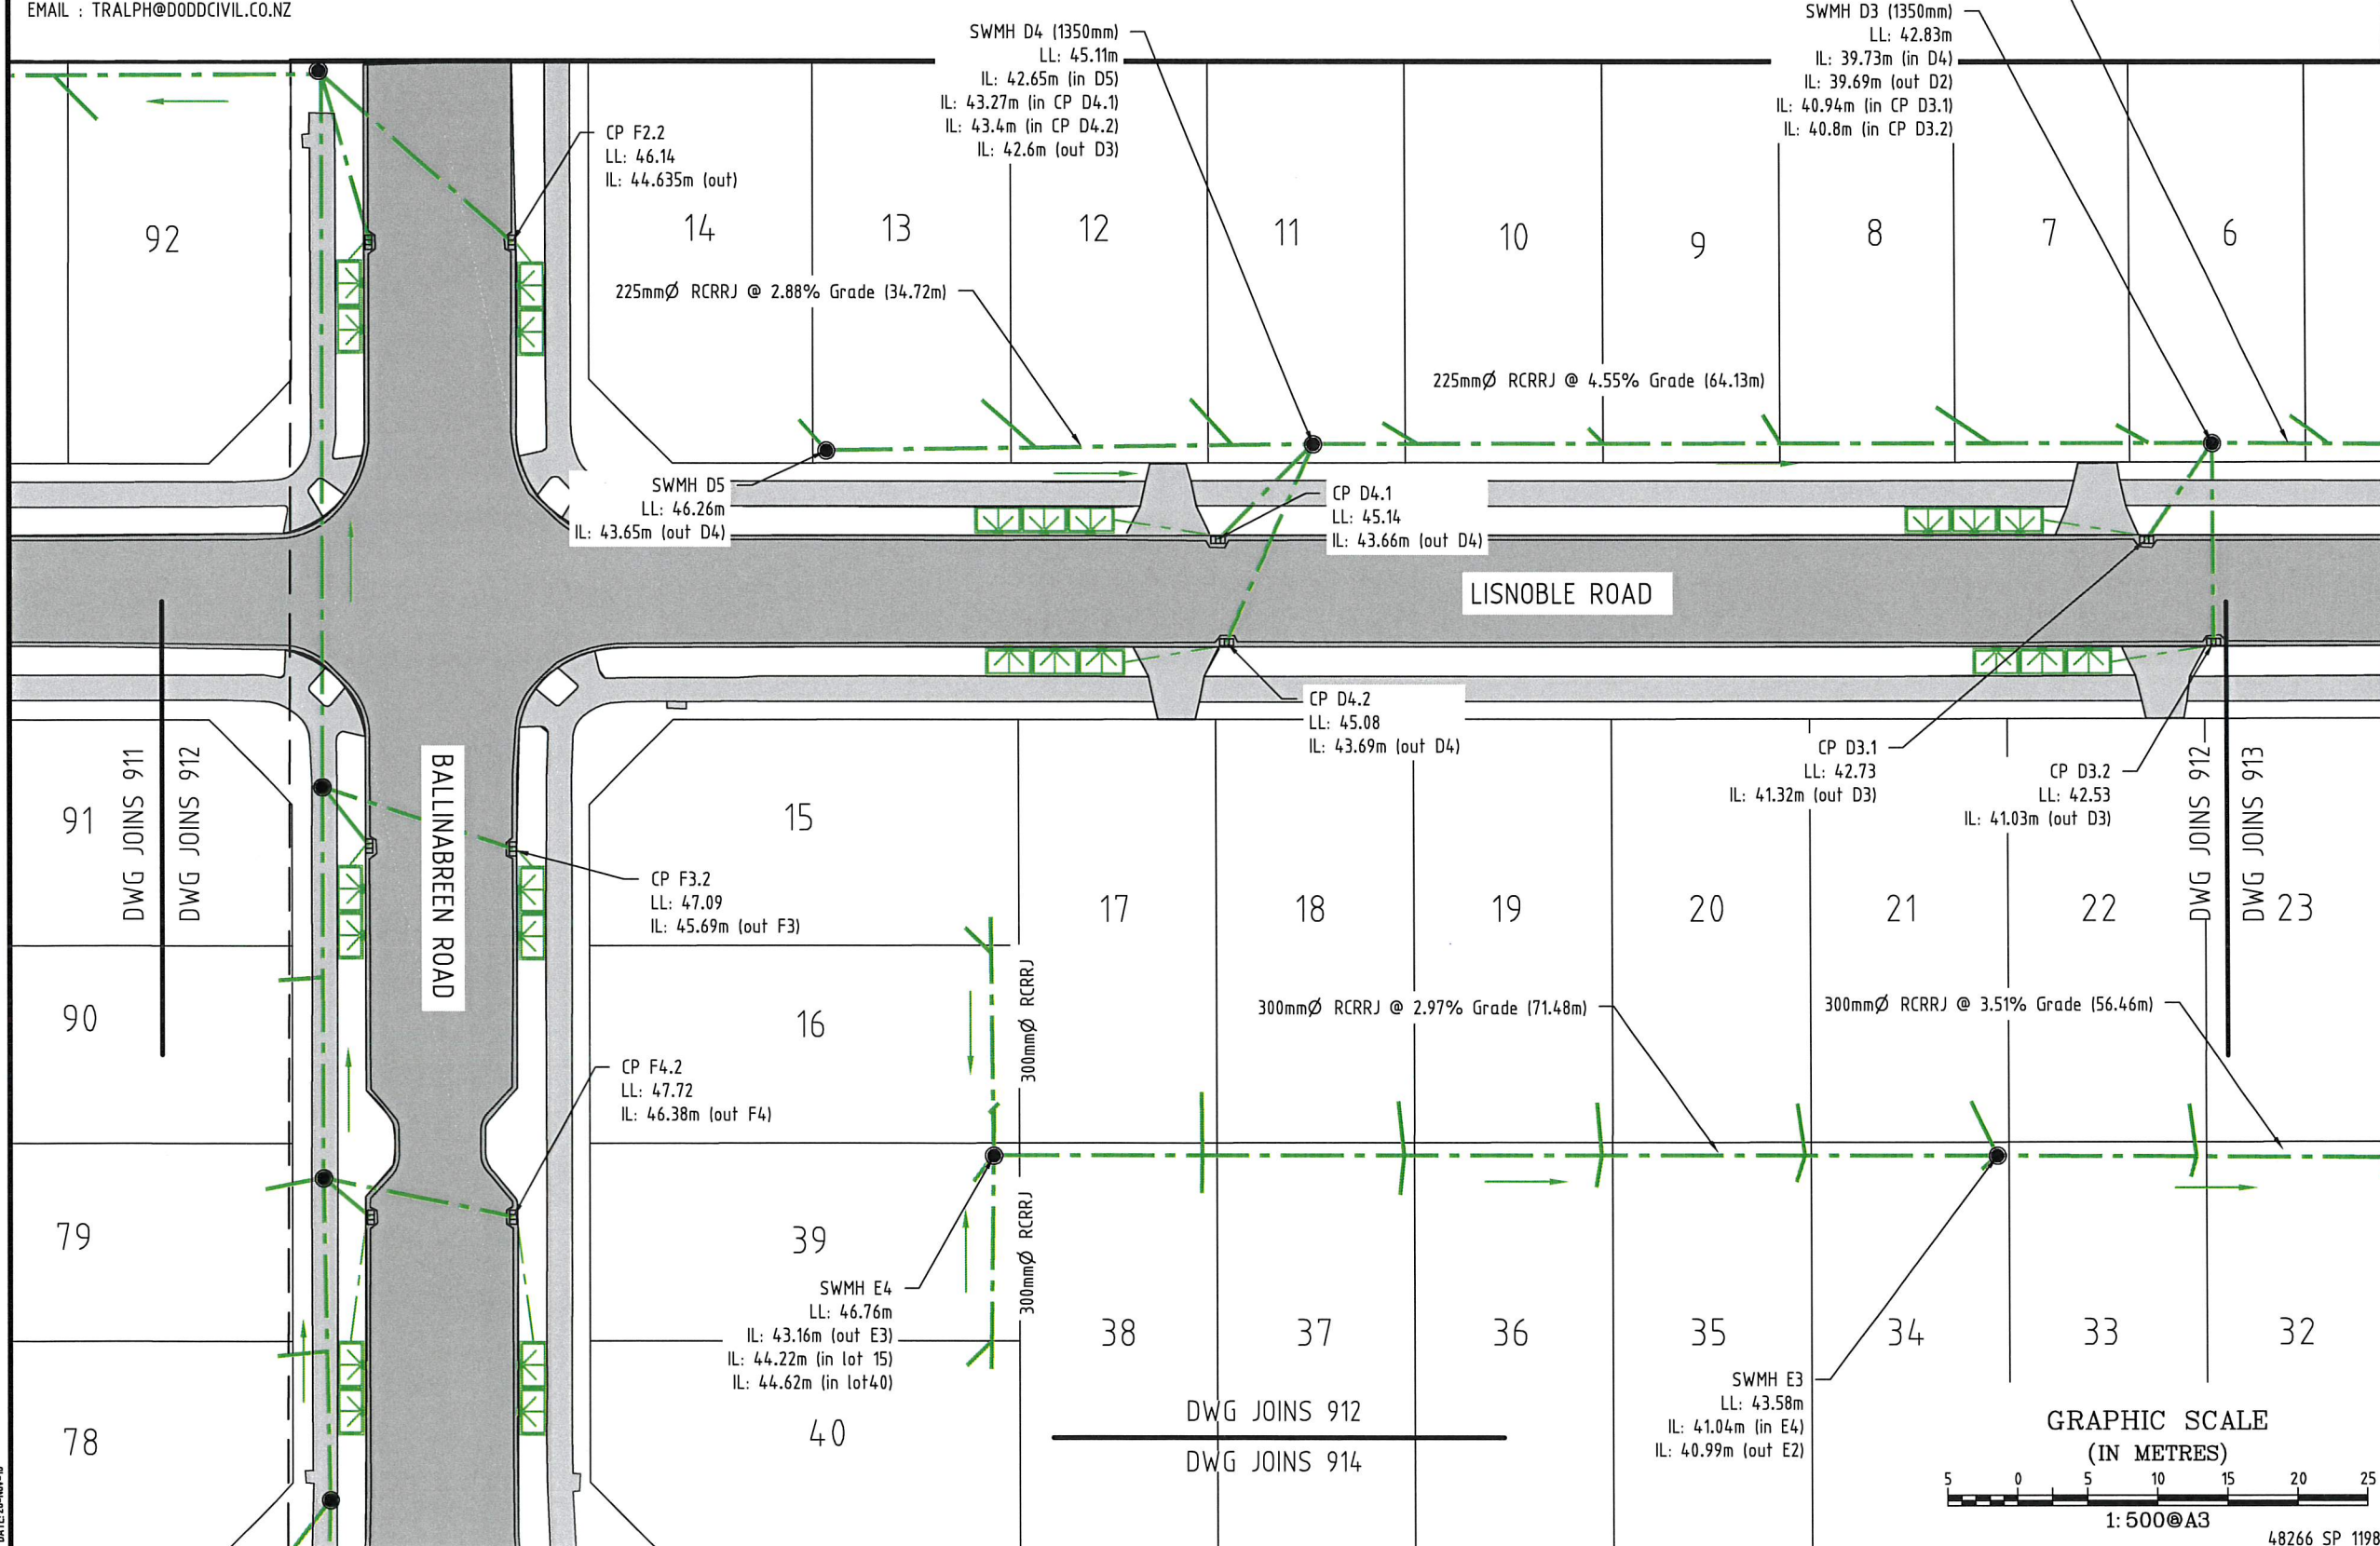 EMAIL : TRALPH@DODDCIVIL.CO.NZ
SWMH D4 (1350mm)
LL: 45.11m
IL: 42.65m (in D5)
IL: 43.27m (in CP D4.1)
IL: 43.4m (in CP D4.2)
IL: 42.6m (out D3)
SWMH D3 (1350mm)
LL: 42.83m
IL: 39.73m (in D4)
IL: 39.69m (out D2)
IL: 40.94m (in CP D3.1)
IL: 40.8m (in CP D3.2)
CP F2.2
LL: 46.14
IL: 44.635m (out)
92
14
13
12
11
10
9
8
7
6
225mmØ RCRRJ @ 2.88% Grade (34.72m)
225mmØ RCRRJ @ 4.55% Grade (64.13m)
SWMH D5
LL: 46.26m
IL: 43.65m (out D4)
CP D4.1
LL: 45.14
IL: 43.66m (out D4)
LISNOBLE ROAD
CP D4.2
LL: 45.08
IL: 43.69m (out D4)
CP D3.1
LL: 42.73
IL: 41.32m (out D3)
CP D3.2
LL: 42.53
IL: 41.03m (out D3)
DWG JOINS 911
DWG JOINS 912
BALLINABREEN ROAD
DWG JOINS 912
DWG JOINS 913
91
15
CP F3.2
LL: 47.09
IL: 45.69m (out F3)
17
18
19
20
21
22
23
90
16
300mmØ RCRRJ
300mmØ RCRRJ @ 2.97% Grade (71.48m)
300mmØ RCRRJ @ 3.51% Grade (56.46m)
CP F4.2
LL: 47.72
IL: 46.38m (out F4)
79
39
300mmØ RCRRJ
SWMH E4
LL: 46.76m
IL: 43.16m (out E3)
IL: 44.22m (in lot 15)
IL: 44.62m (in lot40)
38
37
36
35
34
33
32
SWMH E3
LL: 43.58m
IL: 41.04m (in E4)
IL: 40.99m (out E2)
78
40
DWG JOINS 912
DWG JOINS 914
GRAPHIC SCALE
(IN METRES)
5 0 5 10 15 20 25
1:500@A3
48266 SP 1198